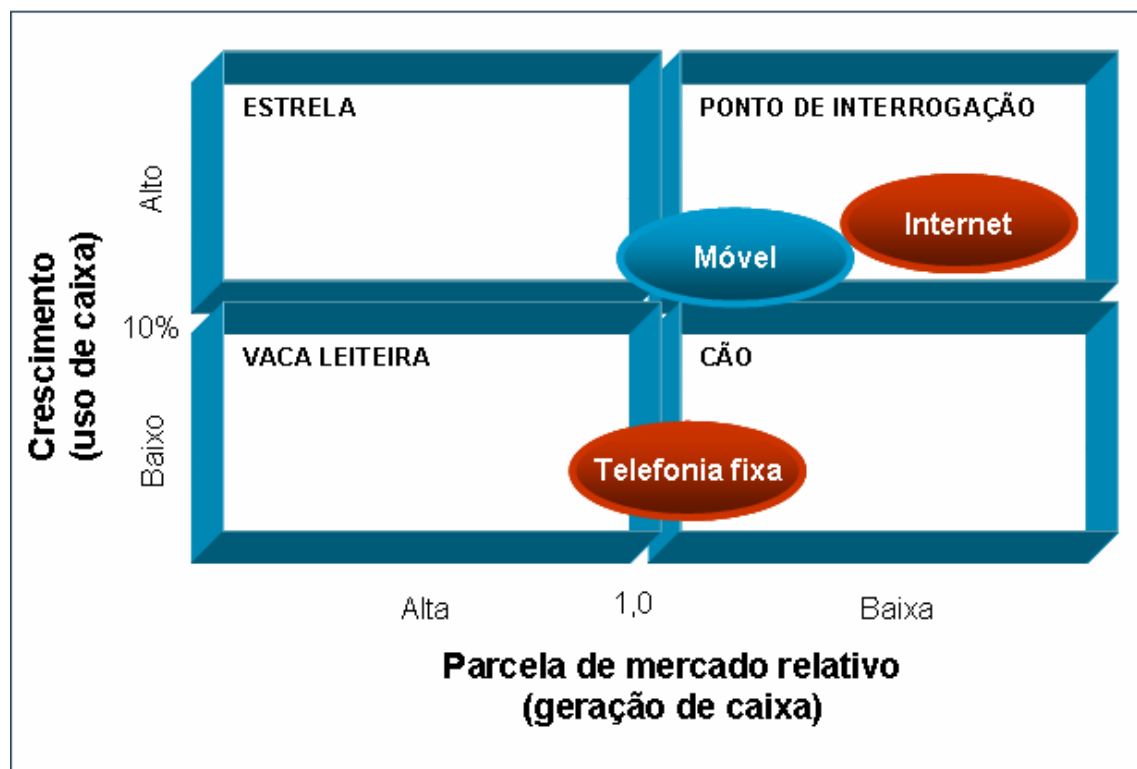 ESTRELA
PONTO DE INTERROGAÇÃO
Alto
Internet
Móvel
Crescimento
(uso de caixa)
10%
VACA LEITEIRA
CÃO
Baixo
Telefonia fixa
Alta
1,0
Baixa
Parcela de mercado relativo
(geração de caixa)